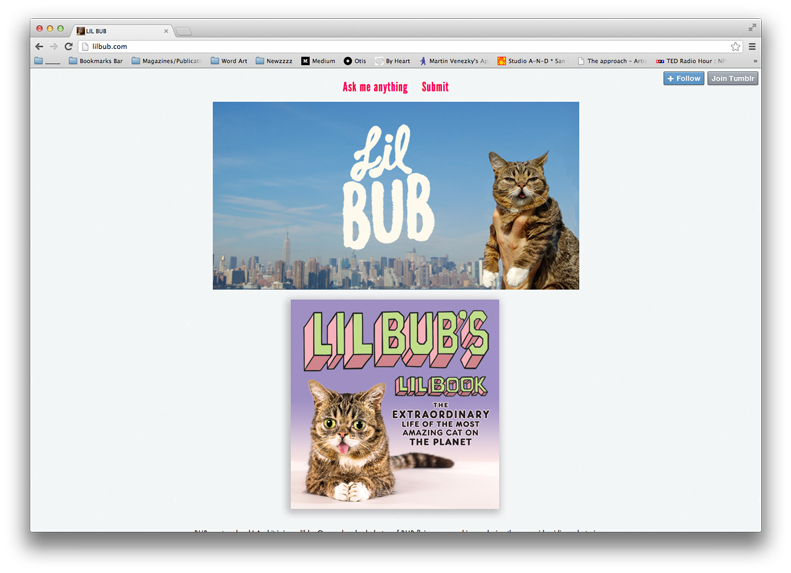 LIL BUB
lilbub.com
Bookmarks Bar
Magazines/Publicat
Word Art
Newzzzz
Medium
Otis
By Heart
Martin Venezky's Ap
Studio A-N-D * San
The approach – Arti
TED Radio Hour : NP
Ask me anything
Submit
+ Follow
Join Tumblr
Lil
BUB
LIL BUB'S
LIL BOOK
THE
EXTRAORDINARY
LIFE OF THE MOST
AMAZING CAT ON
THE PLANET